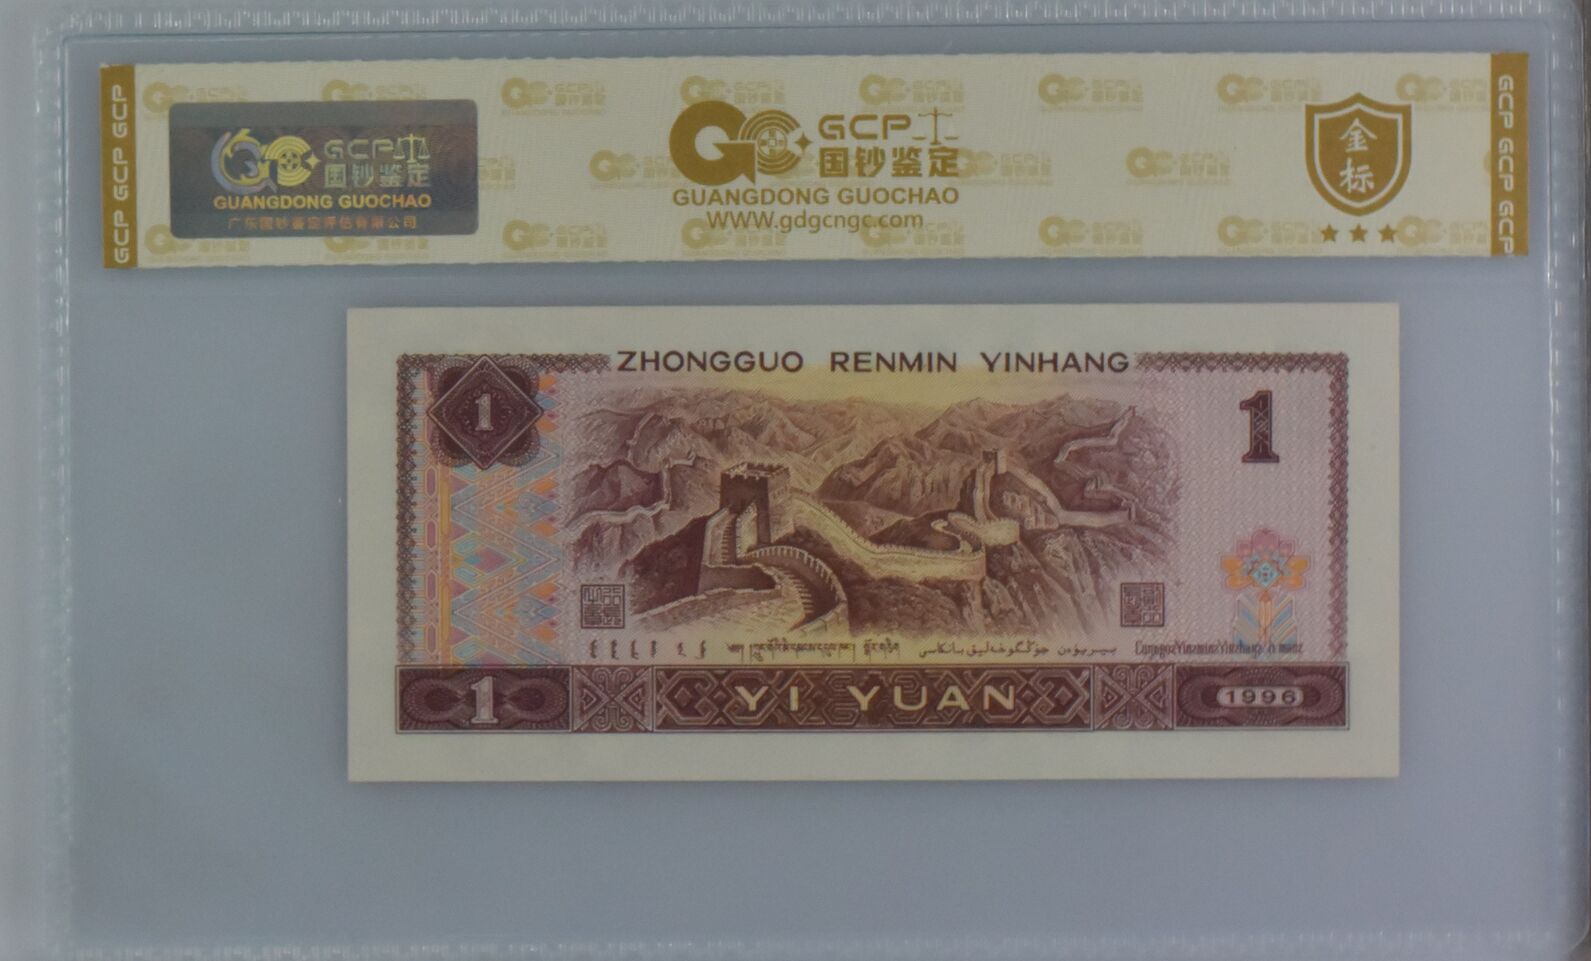 GCP GCP GCP
GCP
国钞鉴定
GUANGDONG GUOCHAO
广东国钞鉴定评估有限公司
GCP
国钞鉴定
GUANGDONG GUOCHAO
WWW.gdgcngc.com
金标
GCP GCP GCP
ZHONGGUO RENMIN YINHANG
1
1
1
YI YUAN
1996